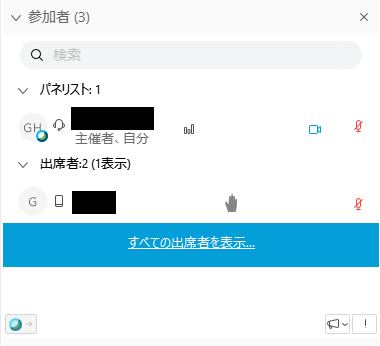 参加者 (3)
検索
パネリスト: 1
GH
主催者、自分
出席者:2 (1表示)
G
すべての出席者を表示...